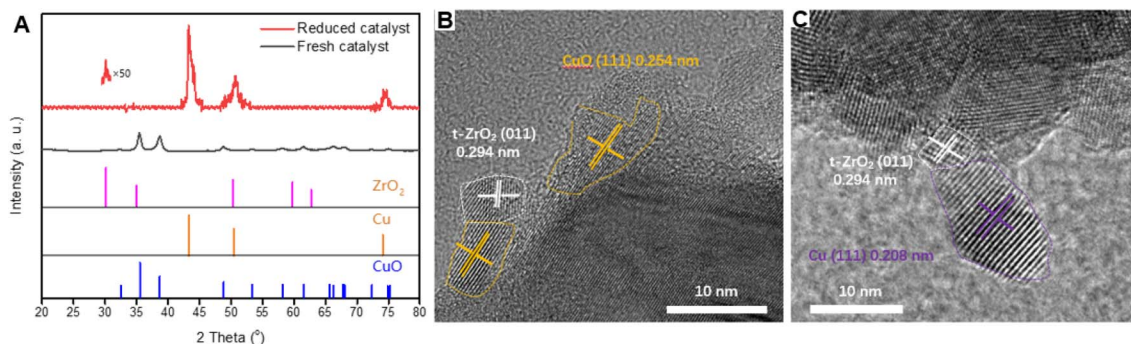 A
Reduced catalyst
Fresh catalyst
×50
ZrO₂
Cu
CuO
Intensity (a. u.)
20 25 30 35 40 45 50 55 60 65 70 75 80
2 Theta (°)
B
CuO (111) 0.254 nm
t-ZrO₂ (011)
0.294 nm
10 nm
C
t-ZrO₂ (011)
0.294 nm
Cu (111) 0.208 nm
10 nm